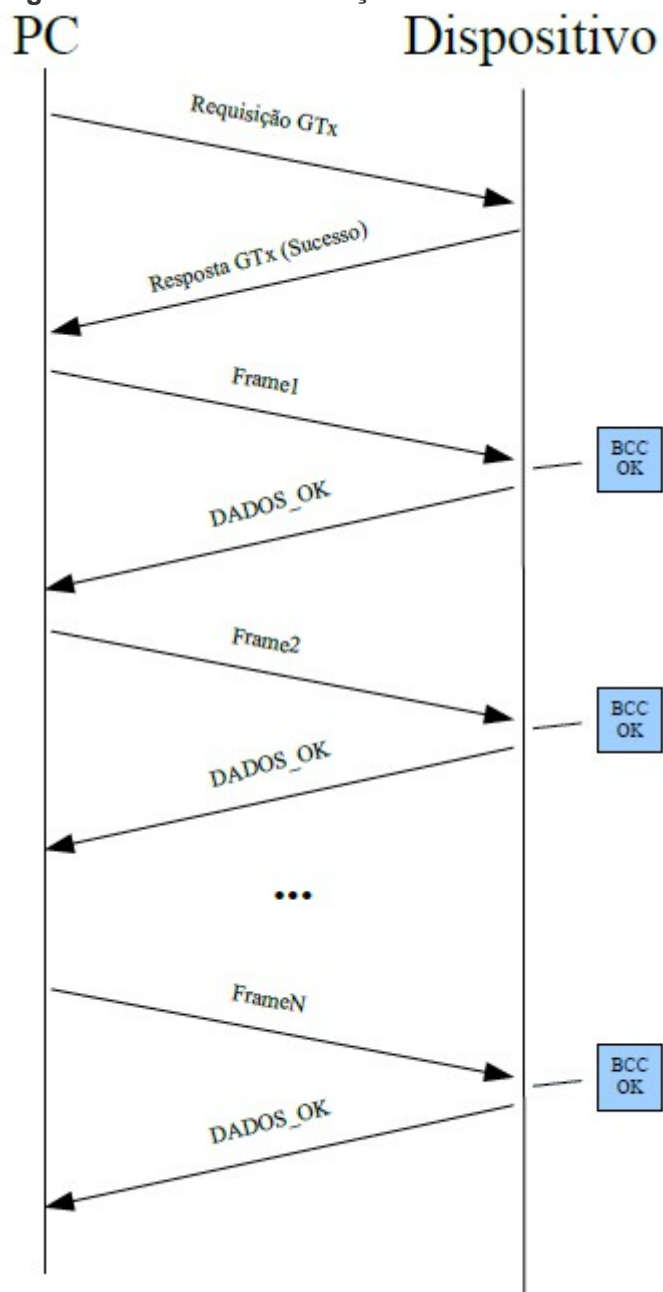 PC
Dispositivo
Requisição GTx
Resposta GTx (Sucesso)
Frame1
BCC
OK
DADOS_OK
Frame2
BCC
OK
DADOS_OK
...
FrameN
BCC
OK
DADOS_OK